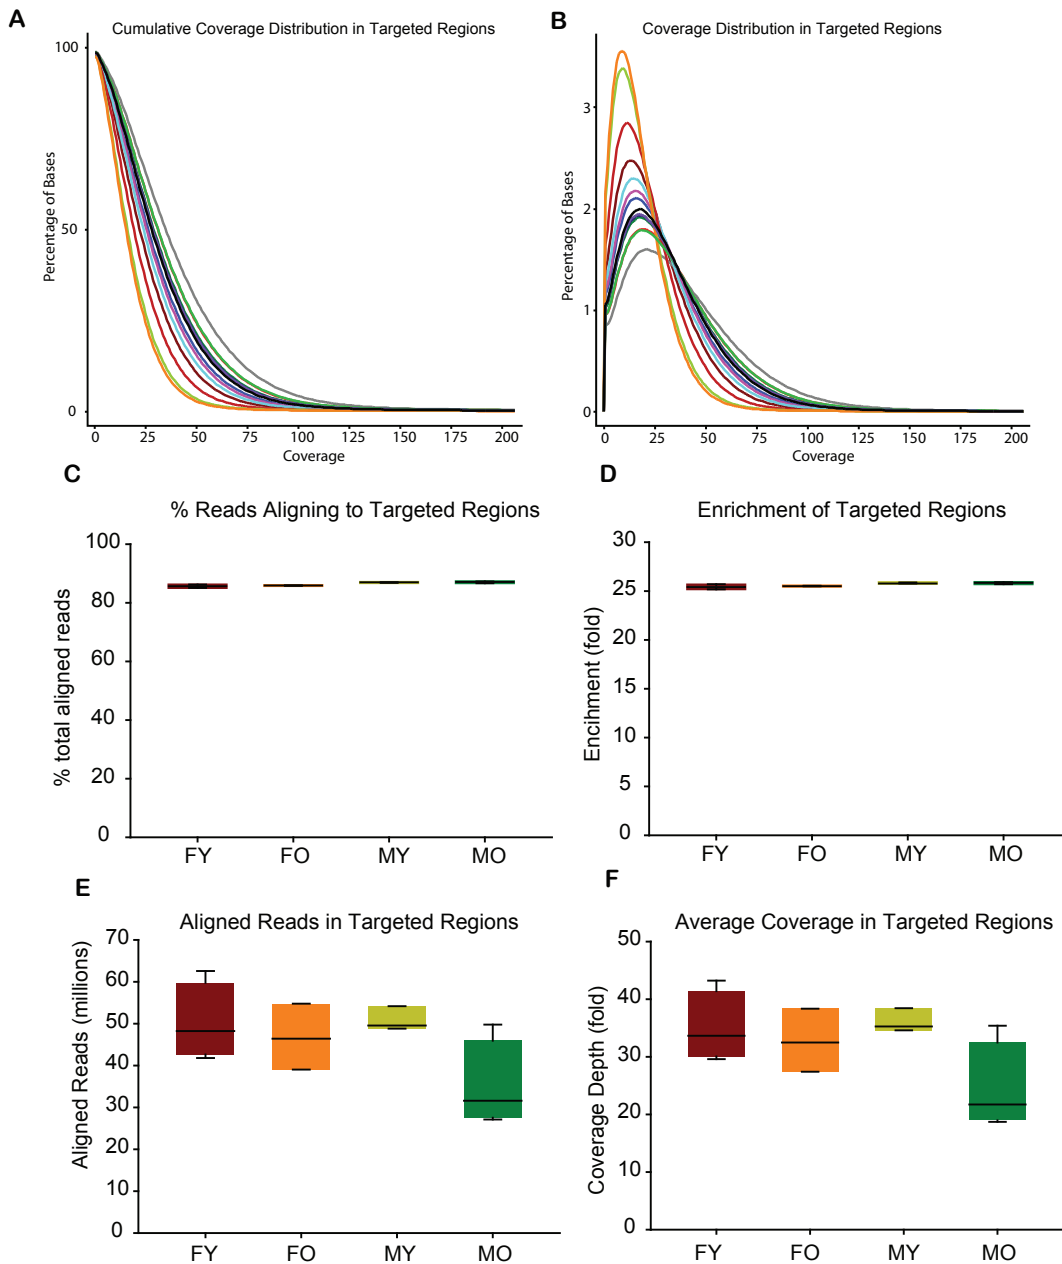 A
Cumulative Coverage Distribution in Targeted Regions
Percentage of Bases
100
50
0
0 25 50 75 100 125 150 175 200
Coverage
B
Coverage Distribution in Targeted Regions
Percentage of Bases
3
2
1
0
0 25 50 75 100 125 150 175 200
Coverage
C
% Reads Aligning to Targeted Regions
% total aligned reads
100
80
60
40
20
0
FY FO MY MO
D
Enrichment of Targeted Regions
Encihment (fold)
30
25
20
15
10
5
0
FY FO MY MO
E
Aligned Reads in Targeted Regions
Aligned Reads (millions)
70
60
50
40
30
20
10
0
FY FO MY MO
F
Average Coverage in Targeted Regions
Coverage Depth (fold)
50
40
30
20
10
0
FY FO MY MO